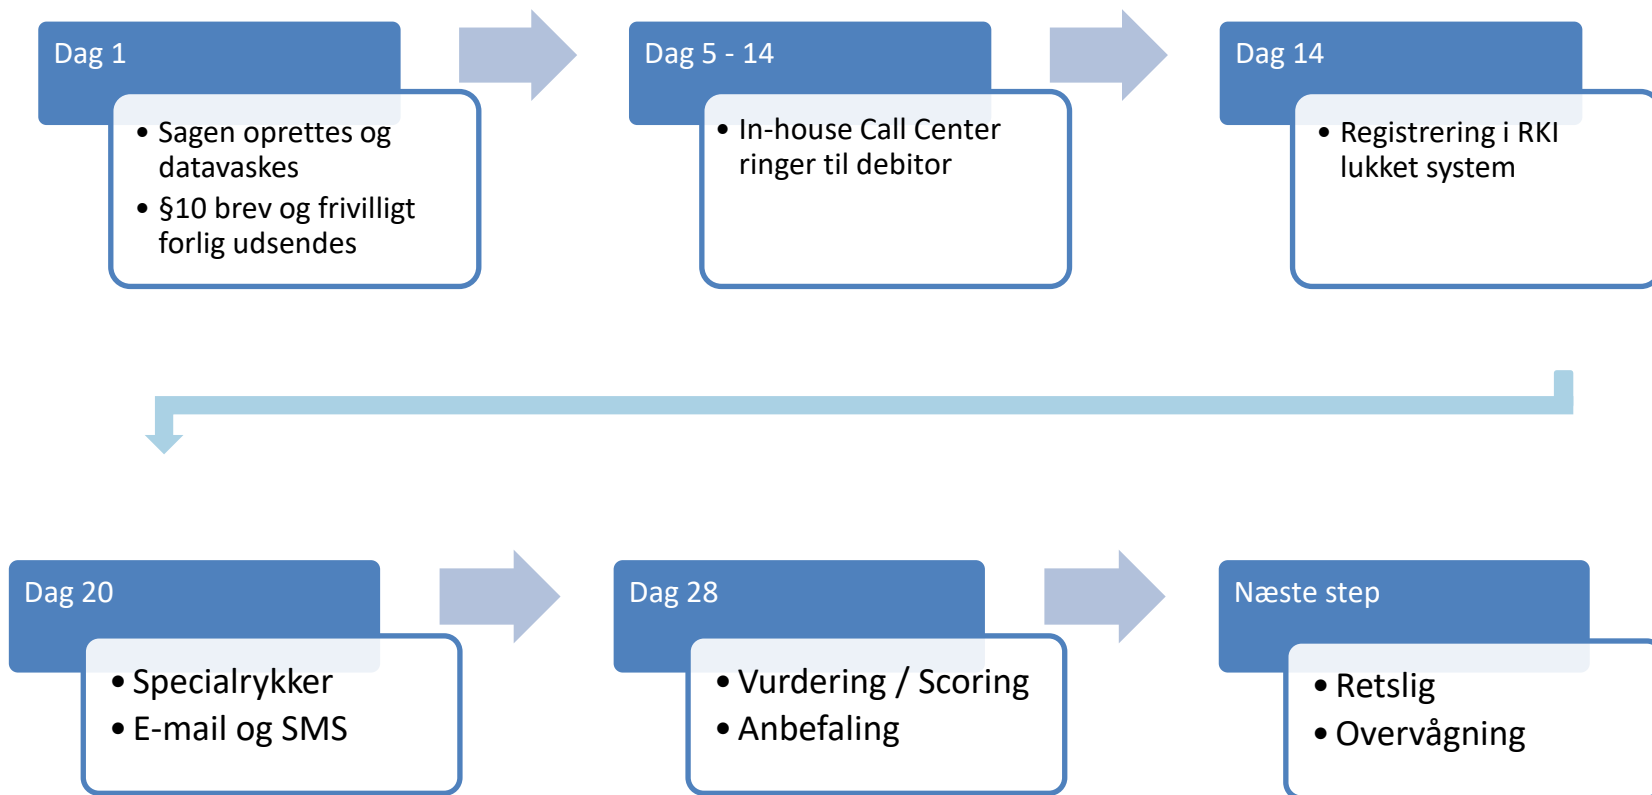 Dag 1
• Sagen oprettes og
datavaskes
• §10 brev og frivilligt
forlig udsendes
Dag 5 - 14
• In-house Call Center
ringer til debitor
Dag 14
• Registrering i RKI
lukket system
Dag 20
• Specialrykker
• E-mail og SMS
Dag 28
• Vurdering / Scoring
• Anbefaling
Næste step
• Retslig
• Overvågning